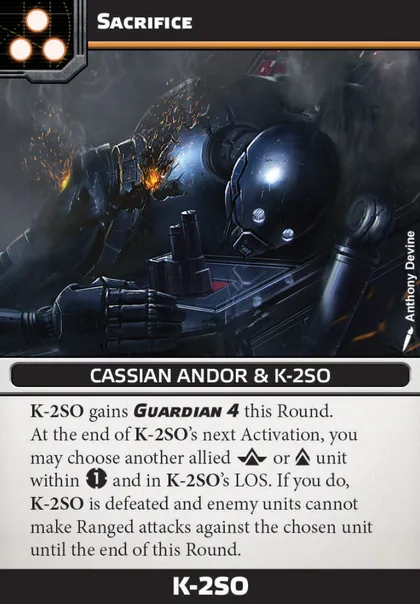 SACRIFICE
Anthony Devine
CASSIAN ANDOR & K-2SO
K-2SO gains GUARDIAN 4 this Round.
At the end of K-2SO’s next Activation, you
may choose another allied or unit
within 1 and in K-2SO’s LOS. If you do,
K-2SO is defeated and enemy units cannot
make Ranged attacks against the chosen unit
until the end of this Round.
K-2SO